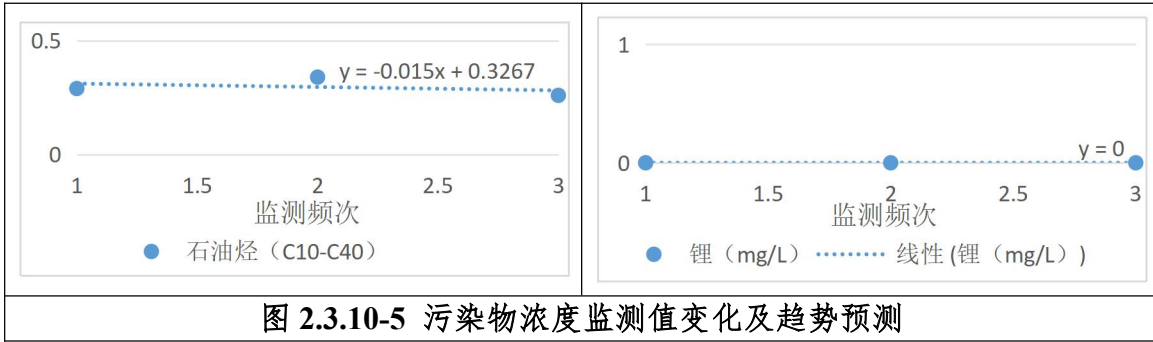 0.5
y = -0.015x + 0.3267
0
1 1.5 2 2.5 3
监测频次
石油烃（C10-C40）
1
y = 0
0
1 1.5 2 2.5 3
监测频次
锂（mg/L） 线性 (锂（mg/L）)
图 2.3.10-5 污染物浓度监测值变化及趋势预测